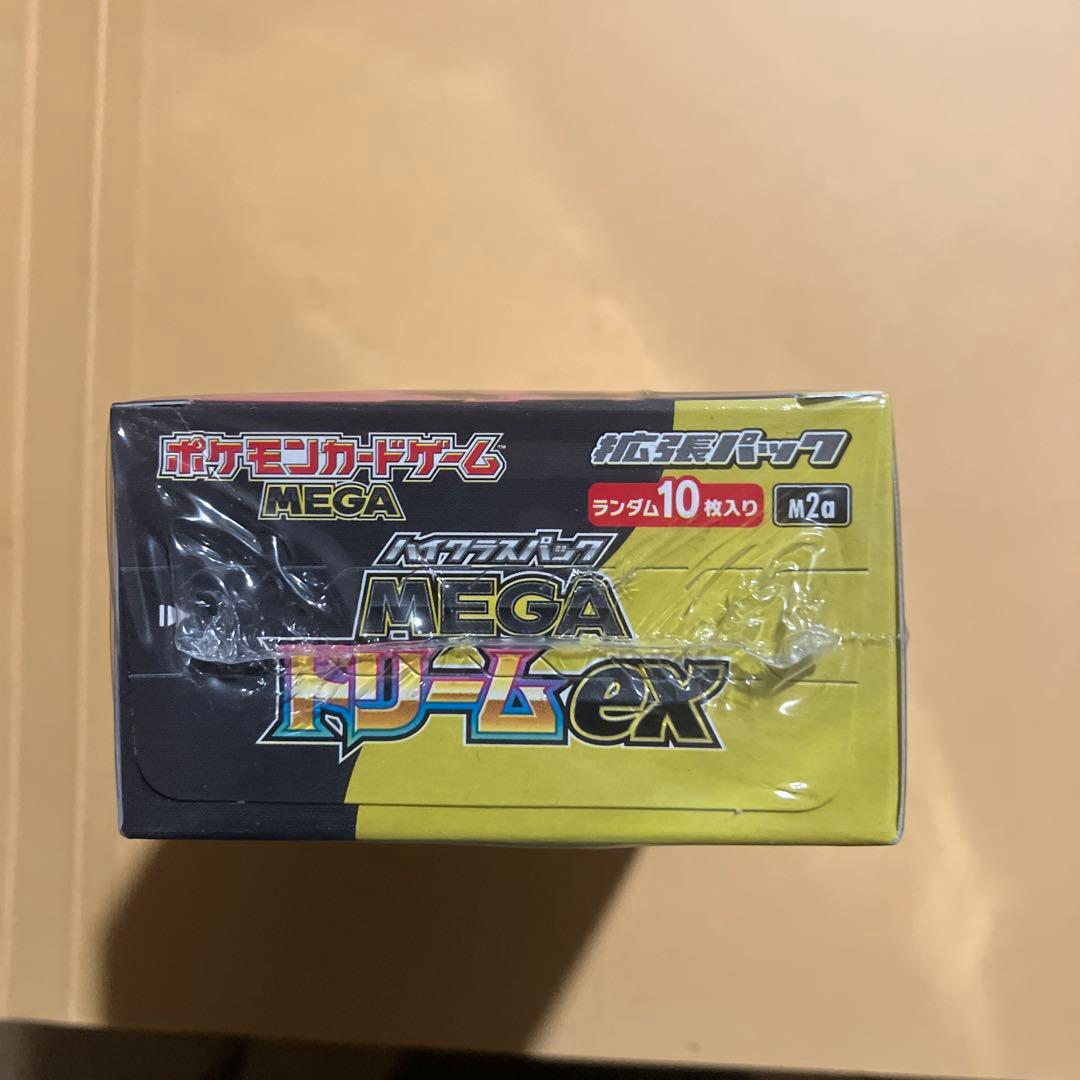 ポケモンカードゲーム™
MEGA
拡張パック
ランダム10枚入り
M2a
ハイクラスパック
MEGA
ドリームex